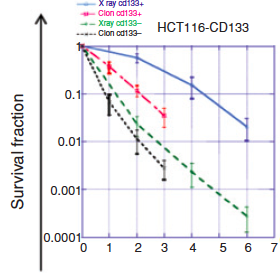 X ray cd133+
Clon cd133+
Xray cd133-
Clon cd133-
HCT116-CD133
Survival fraction
1
0.1
0.01
0.001
0.0001
0 1 2 3 4 5 6 7